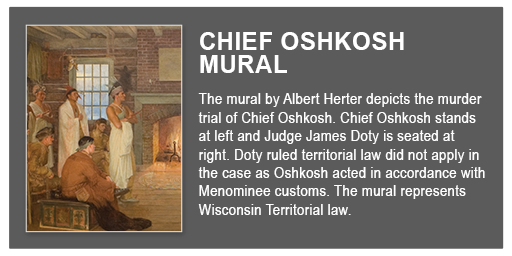 CHIEF OSHKOSH
MURAL
The mural by Albert Herter depicts the murder
trial of Chief Oshkosh. Chief Oshkosh stands
at left and Judge James Doty is seated at
right. Doty ruled territorial law did not apply in
the case as Oshkosh acted in accordance with
Menominee customs. The mural represents
Wisconsin Territorial law.